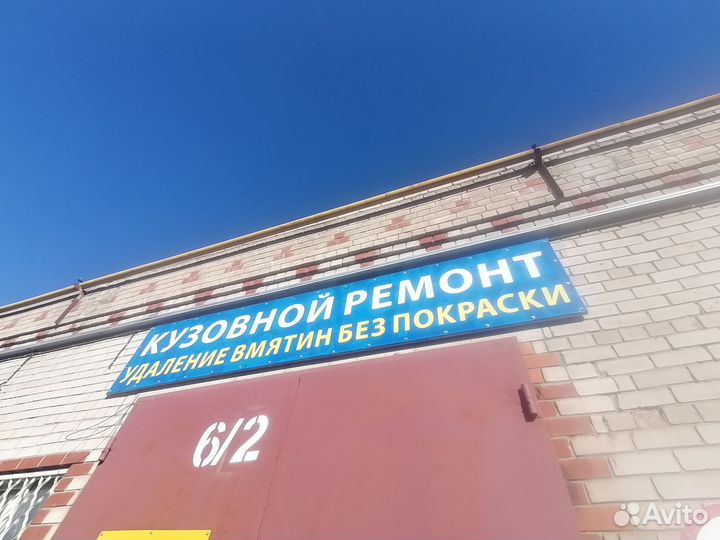 КУЗОВНОЙ РЕМОНТ
УДАЛЕНИЕ ВМЯТИН БЕЗ ПОКРАСКИ
6/2
Avito